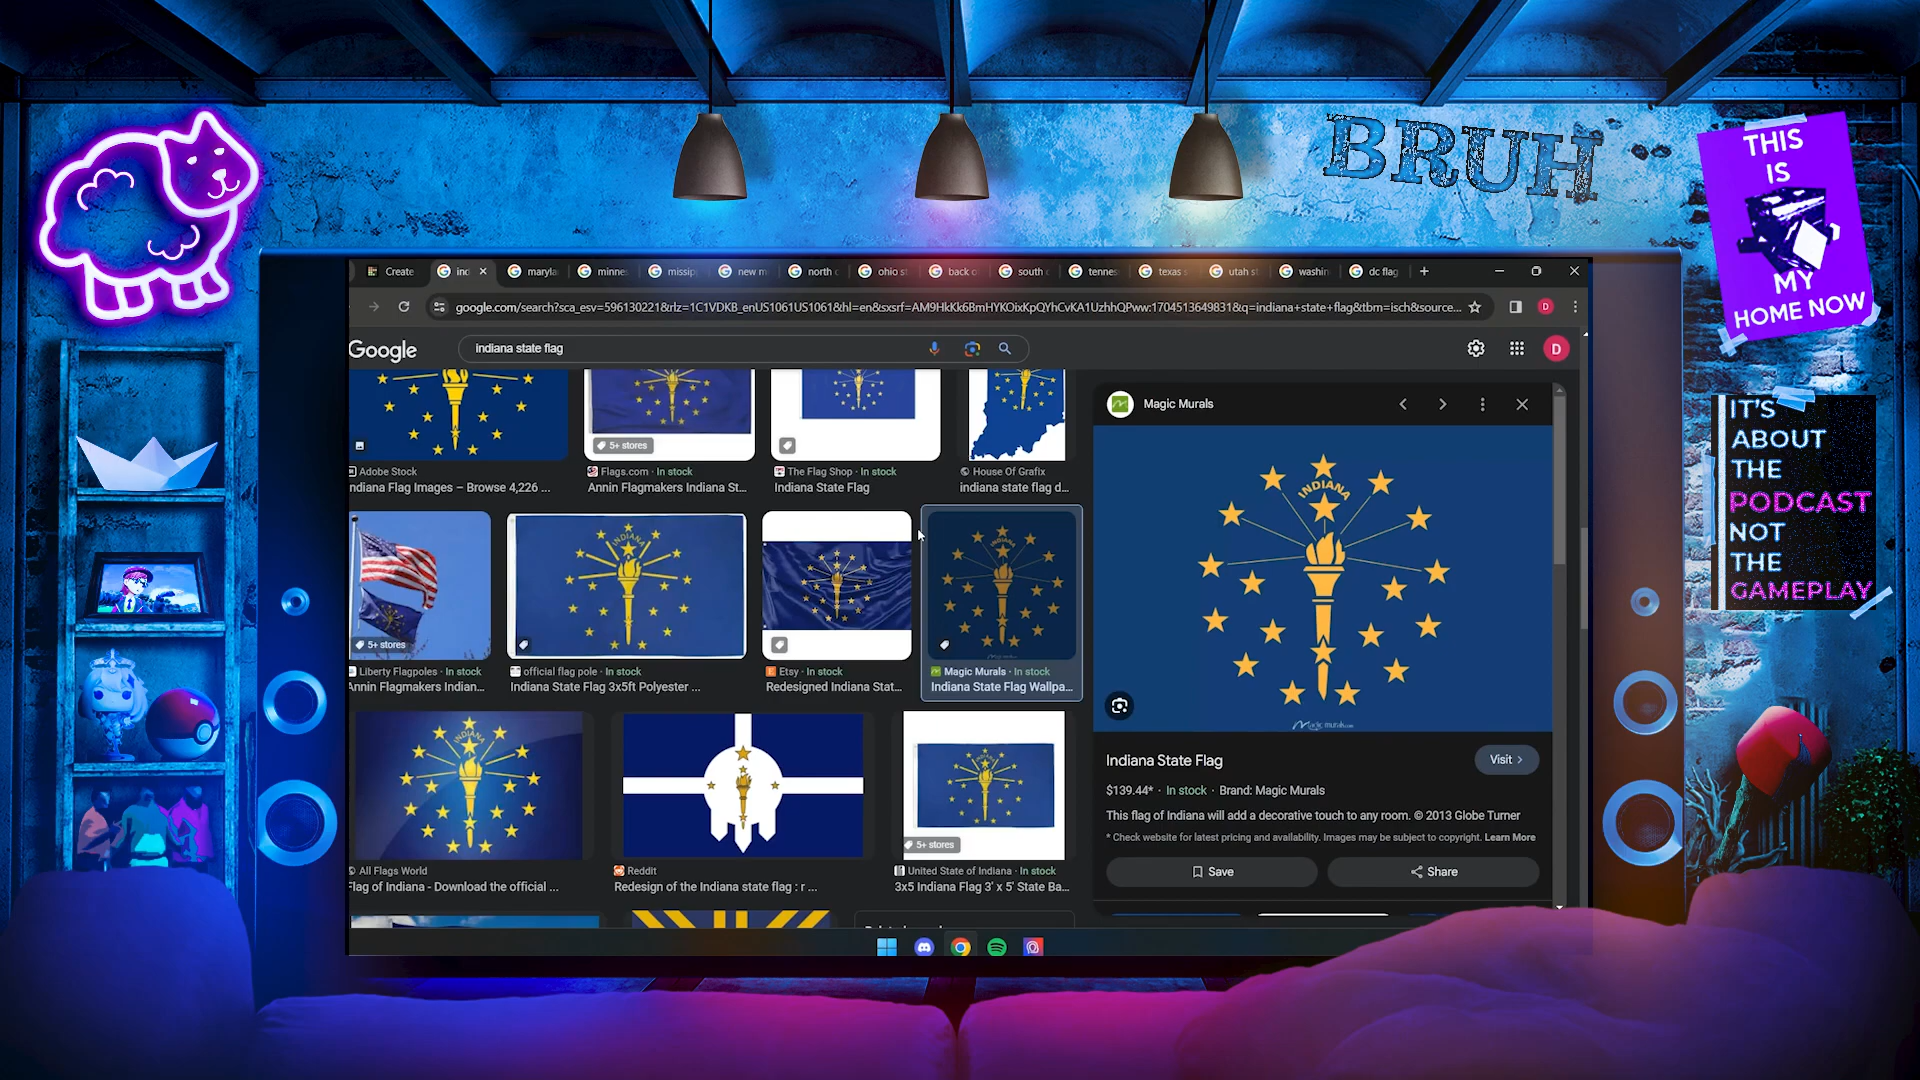 BRUH
THIS
IS
MY
HOME NOW
IT'S
ABOUT
THE
PODCAST
NOT
THE
GAMEPLAY
Create
ind
maryla
minnes
missip
new m
north c
ohio st
back o
south c
tennes
texas s
utah st
washin
dc flag
google.com/search?sca_esv=596130221&rlz=1C1VDKB_enUS1061US1061&hl=en&sxsrf=AM9HkKk6BmHYKOixKpQYhCvKA1UzhhQPww:1704513649831&q=indiana+state+flag&tbm=isch&source...
D
Google
indiana state flag
D
5+ stores
Adobe Stock
ndiana Flag Images – Browse 4,226 ...
Flags.com · In stock
Annin Flagmakers Indiana St...
The Flag Shop · In stock
Indiana State Flag
House Of Grafix
indiana state flag d...
INDIANA
5+ stores
Liberty Flagpoles · In stock
Annin Flagmakers Indian...
official flag pole · In stock
Indiana State Flag 3x5ft Polyester ...
Etsy · In stock
Redesigned Indiana Stat...
Magic Murals · In stock
Indiana State Flag Wallpa...
INDIANA
5+ stores
All Flags World
Flag of Indiana - Download the official ...
Reddit
Redesign of the Indiana state flag : r ...
United State of Indiana · In stock
3x5 Indiana Flag 3' x 5' State Ba...
Magic Murals
INDIANA
Magic murals.com
Indiana State Flag
Visit
$139.44* · In stock · Brand: Magic Murals
This flag of Indiana will add a decorative touch to any room. © 2013 Globe Turner
* Check website for latest pricing and availability. Images may be subject to copyright. Learn More
Save
Share